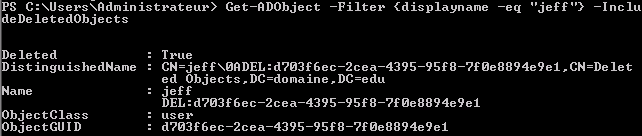 PS C:\Users\Administrateur> Get-ADObject -Filter {displayname -eq "jeff"} -Inclu
deDeletedObjects
Deleted : True
DistinguishedName : CN=jeff\0ADEL:d703f6ec-2cea-4395-95f8-7f0e8894e9e1,CN=Delet
ed Objects,DC=domaine,DC=edu
Name : jeff
DEL:d703f6ec-2cea-4395-95f8-7f0e8894e9e1
ObjectClass : user
ObjectGUID : d703f6ec-2cea-4395-95f8-7f0e8894e9e1